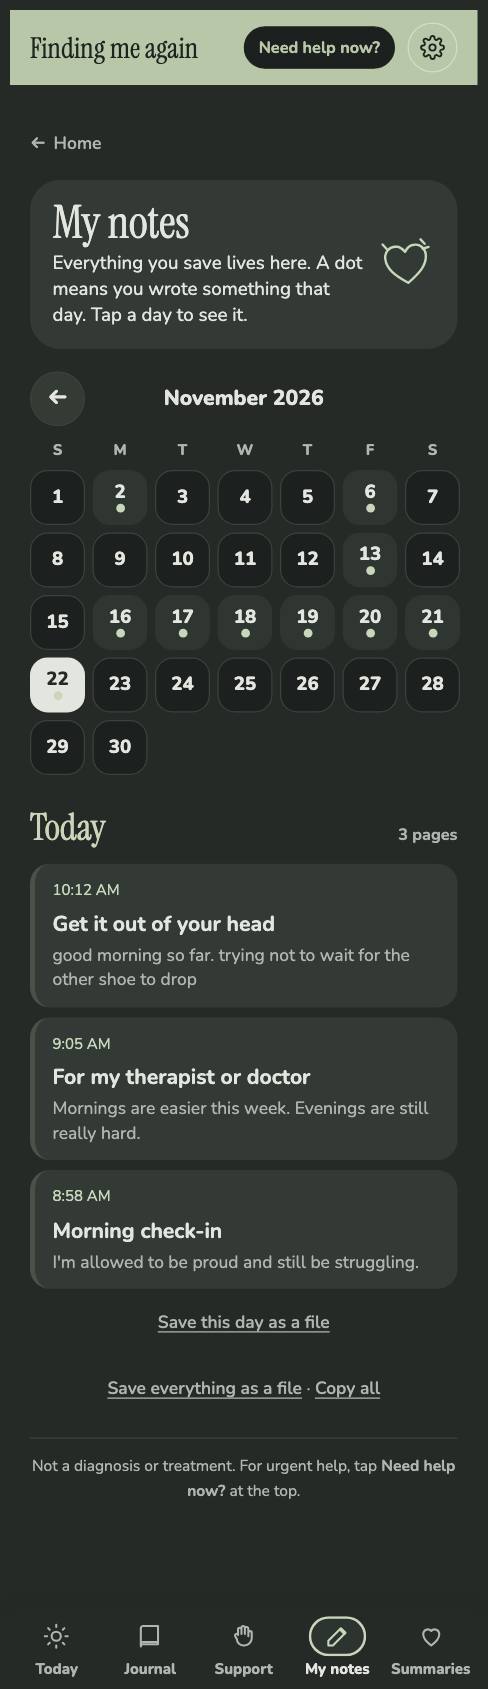 Finding me again
Need help now?
← Home
My notes
Everything you save lives here. A dot
means you wrote something that
day. Tap a day to see it.
← November 2026
S M T W T F S
1 2 3 4 5 6 7
8 9 10 11 12 13 14
15 16 17 18 19 20 21
22 23 24 25 26 27 28
29 30
Today
3 pages
10:12 AM
Get it out of your head
good morning so far. trying not to wait for the
other shoe to drop
9:05 AM
For my therapist or doctor
Mornings are easier this week. Evenings are still
really hard.
8:58 AM
Morning check-in
I'm allowed to be proud and still be struggling.
Save this day as a file
Save everything as a file · Copy all
Not a diagnosis or treatment. For urgent help, tap Need help
now? at the top.
Today Journal Support My notes Summaries